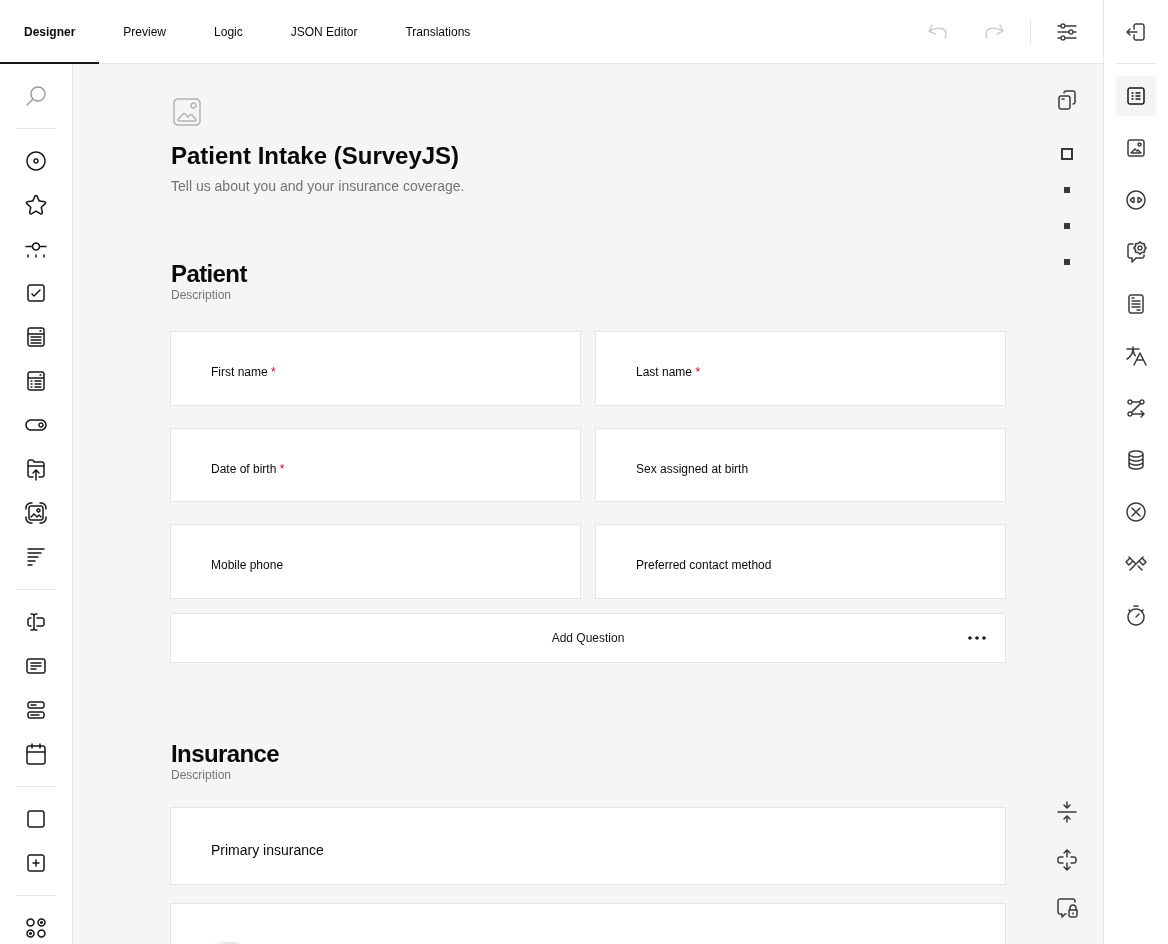 Designer
Preview
Logic
JSON Editor
Translations
Patient Intake (SurveyJS)
Tell us about you and your insurance coverage.
Patient
Description
First name *
Last name *
Date of birth *
Sex assigned at birth
Mobile phone
Preferred contact method
Add Question
Insurance
Description
Primary insurance